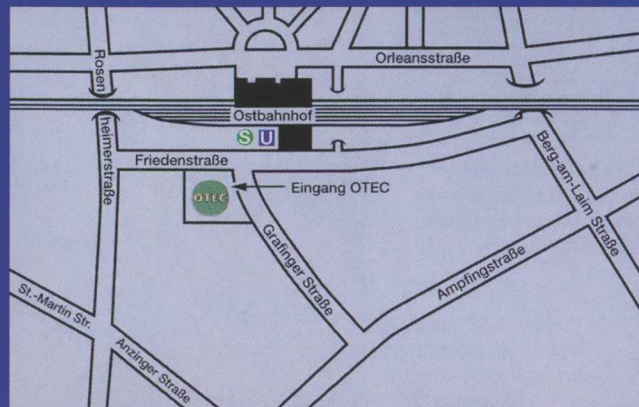 Orleansstraße
Rosen
heimerstraße
Ostbahnhof
S U
Friedenstraße
Eingang OTEC
OTEC
Berg-am-Laim Straße
Grafinger Straße
Ampfingstraße
St.-Martin Str.
Anzinger Straße